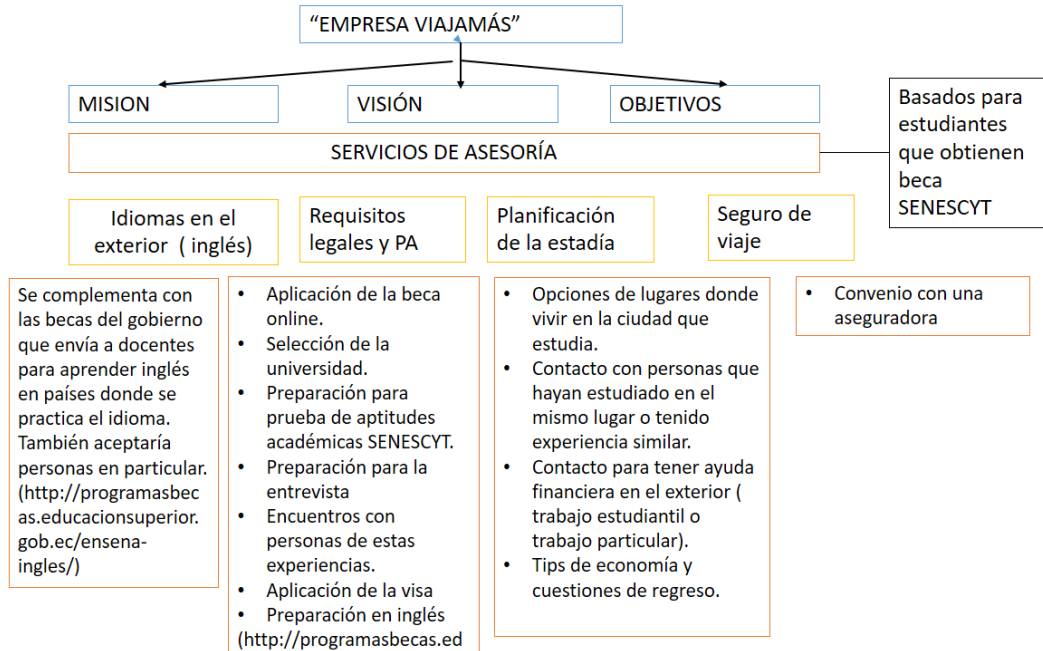 “EMPRESA VIAJAMÁS”
MISION
VISIÓN
OBJETIVOS
SERVICIOS DE ASESORÍA
Basados para
estudiantes
que obtienen
beca
SENESCYT
Idiomas en el
exterior ( inglés)
Requisitos
legales y PA
Planificación
de la estadía
Seguro de
viaje
Se complementa con
las becas del gobierno
que envía a docentes
para aprender inglés
en países donde se
practica el idioma.
También aceptaría
personas en particular.
(http://programasbec
as.educacionsuperior.
gob.ec/ensena-
ingles/)
• Aplicación de la beca
online.
• Selección de la
universidad.
• Preparación para
prueba de aptitudes
académicas SENESCYT.
• Preparación para la
entrevista
• Encuentros con
personas de estas
experiencias.
• Aplicación de la visa
• Preparación en inglés
(http://programasbecas.ed
• Opciones de lugares donde
vivir en la ciudad que
estudia.
• Contacto con personas que
hayan estudiado en el
mismo lugar o tenido
experiencia similar.
• Contacto para tener ayuda
financiera en el exterior (
trabajo estudiantil o
trabajo particular).
• Tips de economía y
cuestiones de regreso.
• Convenio con una
aseguradora